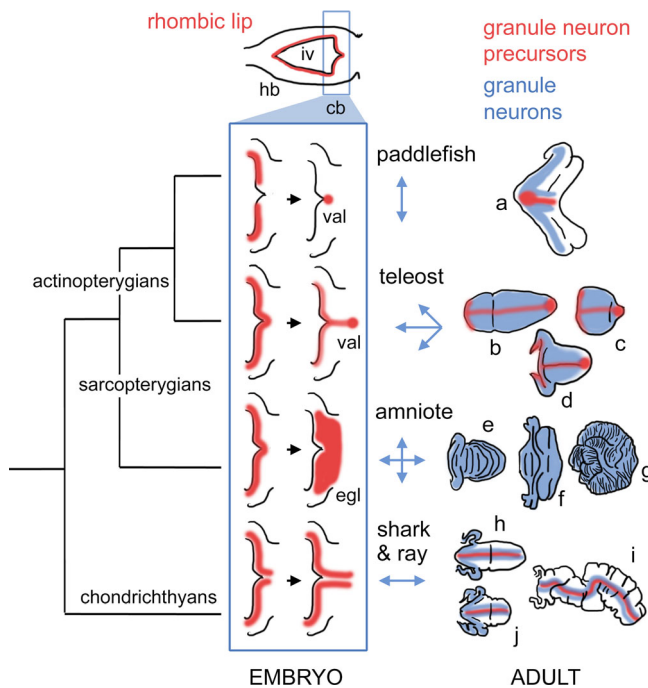 rhombic lip
granule neuron
precursors
granule
neurons
iv
hb
cb
paddlefish
val
a
actinopterygians
teleost
val
b
c
d
sarcopterygians
amniote
egl
e
f
g
shark
& ray
h
i
j
chondrichthyans
EMBRYO
ADULT